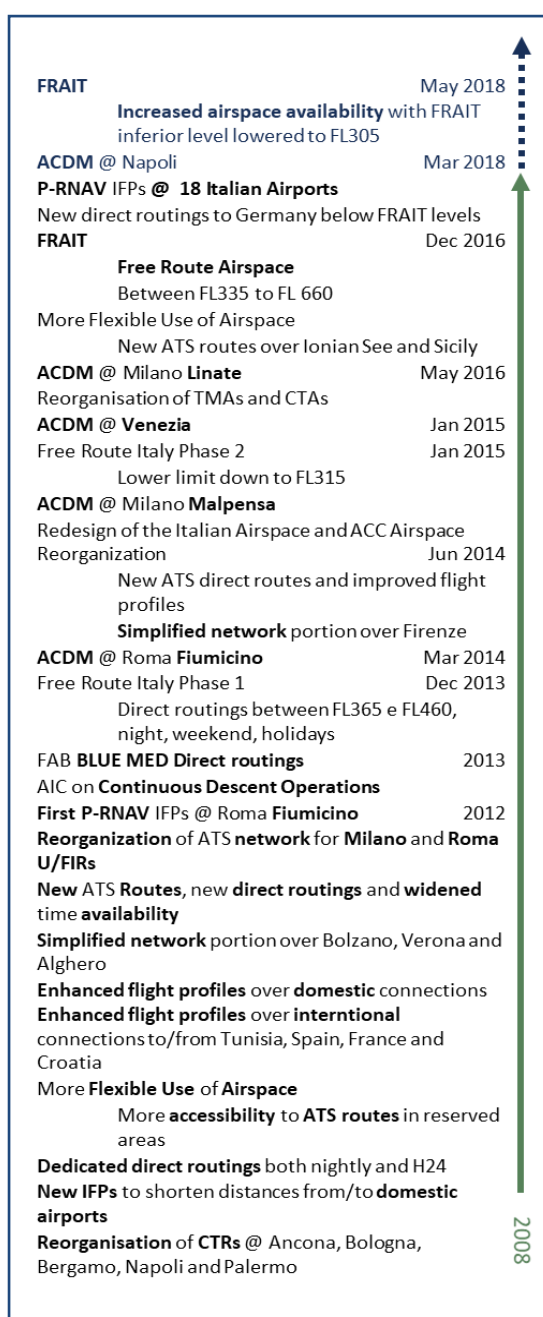 FRAIT May 2018
Increased airspace availability with FRAIT
inferior level lowered to FL305
ACDM @ Napoli Mar 2018
P-RNAV IFPs @ 18 Italian Airports
New direct routings to Germany below FRAIT levels
FRAIT Dec 2016
Free Route Airspace
Between FL335 to FL 660
More Flexible Use of Airspace
New ATS routes over Ionian See and Sicily
ACDM @ Milano Linate May 2016
Reorganisation of TMAs and CTAs
ACDM @ Venezia Jan 2015
Free Route Italy Phase 2 Jan 2015
Lower limit down to FL315
ACDM @ Milano Malpensa
Redesign of the Italian Airspace and ACC Airspace
Reorganization Jun 2014
New ATS direct routes and improved flight
profiles
Simplified network portion over Firenze
ACDM @ Roma Fiumicino Mar 2014
Free Route Italy Phase 1 Dec 2013
Direct routings between FL365 e FL460,
night, weekend, holidays
FAB BLUE MED Direct routings 2013
AIC on Continuous Descent Operations
First P-RNAV IFPs @ Roma Fiumicino 2012
Reorganization of ATS network for Milano and Roma
U/FIRs
New ATS Routes, new direct routings and widened
time availability
Simplified network portion over Bolzano, Verona and
Alghero
Enhanced flight profiles over domestic connections
Enhanced flight profiles over interntional
connections to/from Tunisia, Spain, France and
Croatia
More Flexible Use of Airspace
More accessibility to ATS routes in reserved
areas
Dedicated direct routings both nightly and H24
New IFPs to shorten distances from/to domestic
airports
Reorganisation of CTRs @ Ancona, Bologna,
Bergamo, Napoli and Palermo
2008